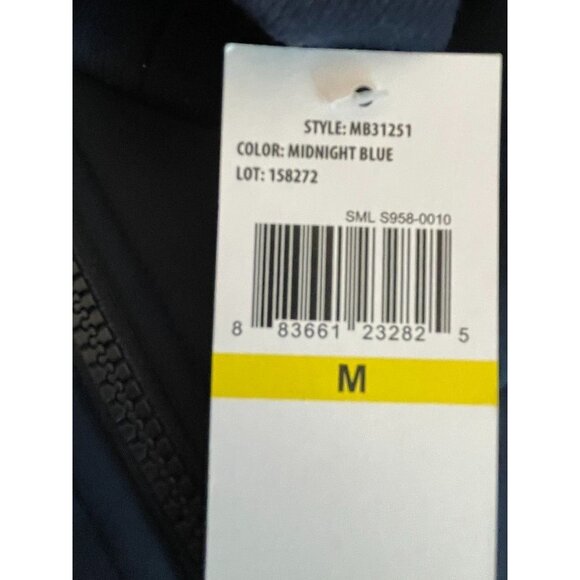 STYLE: MB31251
COLOR: MIDNIGHT BLUE
LOT: 158272
SML S958-0010
8 83661 23282 5
M